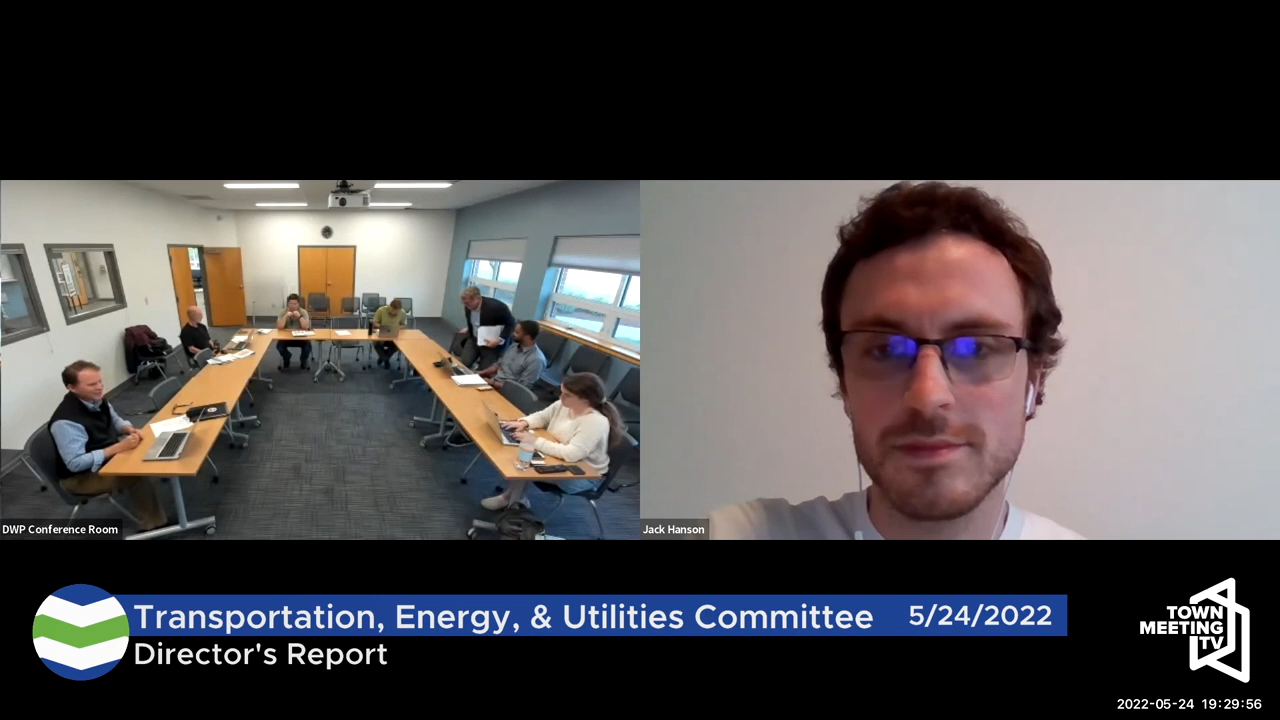 DWP Conference Room
Jack Hanson
Transportation, Energy, & Utilities Committee 5/24/2022
Director's Report
TOWN
MEETING
TV
2022-05-24 19:29:56